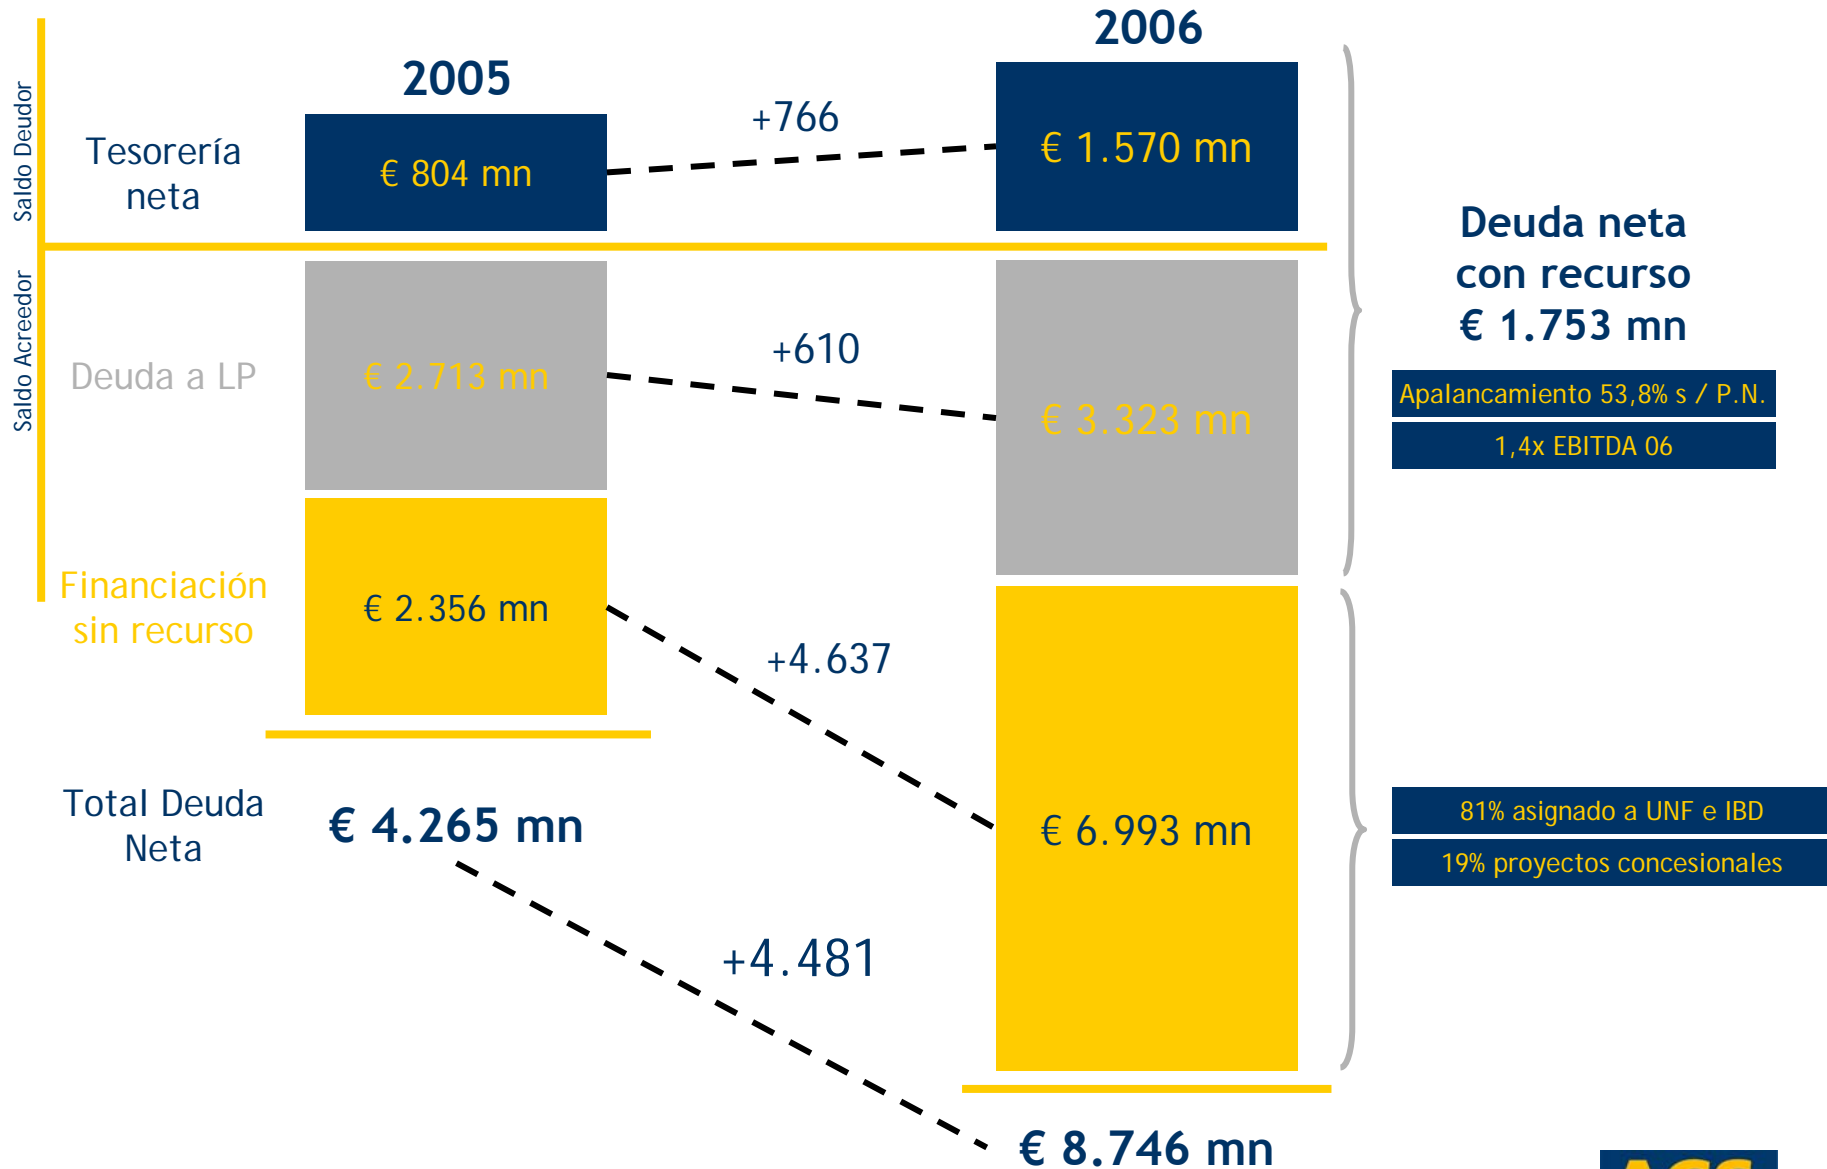 2005
2006
Saldo Deudor
Tesorería
neta
€ 804 mn
+766
€ 1.570 mn
Saldo Acreedor
Deuda a LP
€ 2.713 mn
+610
€ 3.323 mn
Deuda neta
con recurso
€ 1.753 mn
Apalancamiento 53,8% s / P.N.
1,4x EBITDA 06
Financiación
sin recurso
€ 2.356 mn
+4.637
€ 6.993 mn
81% asignado a UNF e IBD
19% proyectos concesionales
Total Deuda
Neta
€ 4.265 mn
+4.481
€ 8.746 mn
ACS